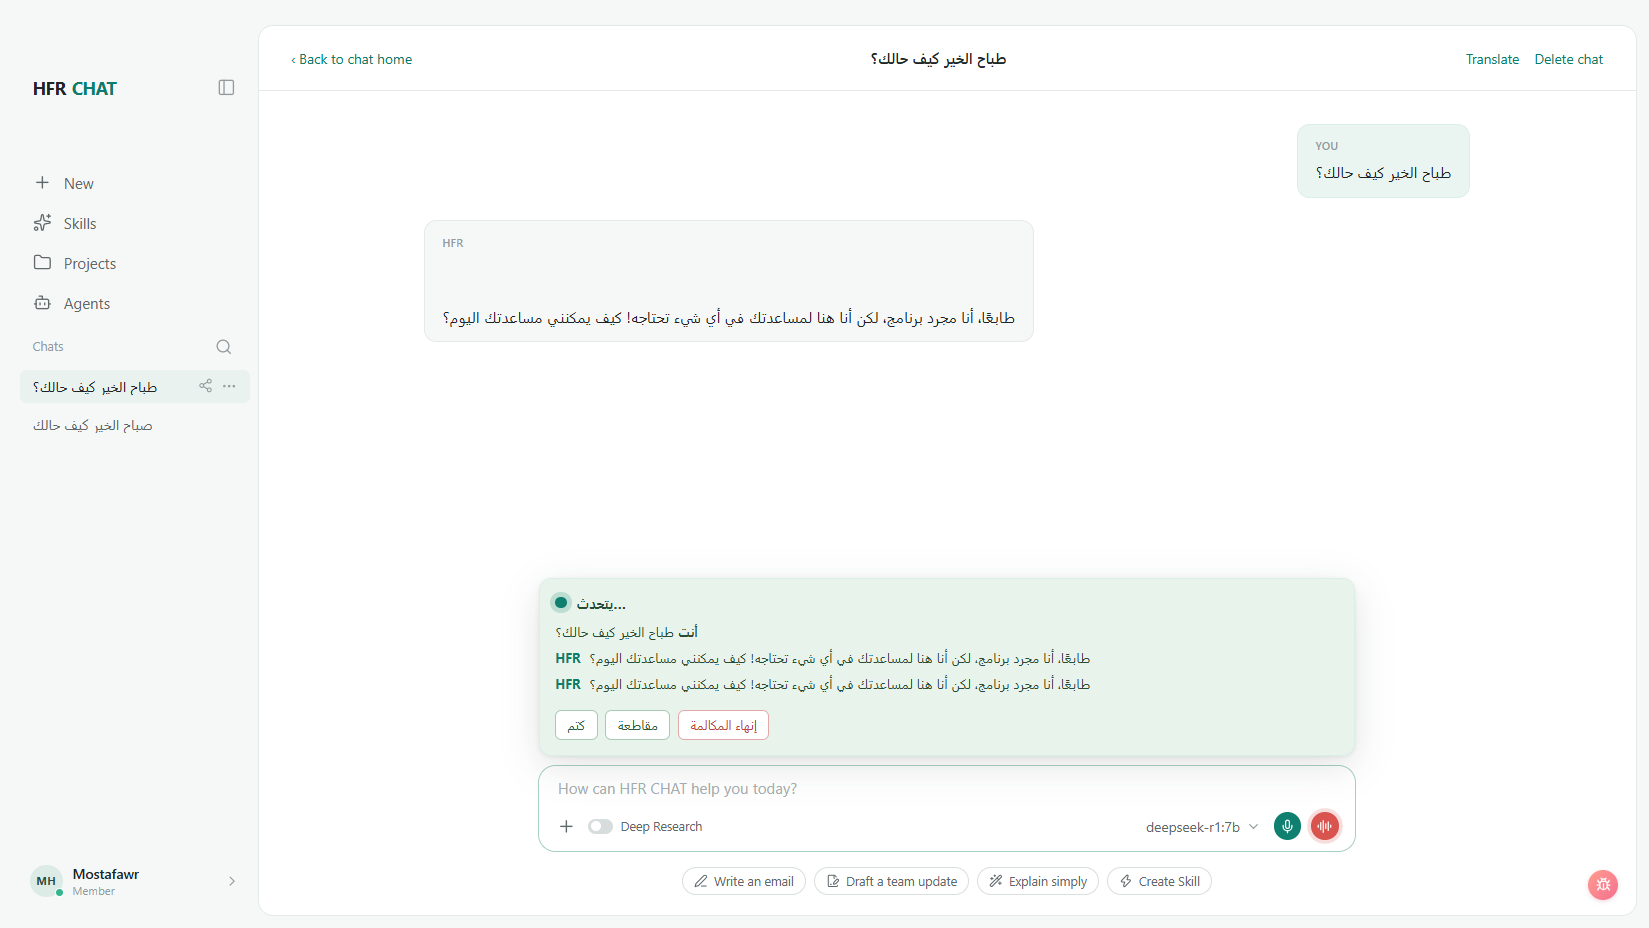 HFR CHAT
New
Skills
Projects
Agents
Chats
طباح الخير كيف حالك؟
صباح الخير كيف حالك
MH
Mostafawr
Member
‹ Back to chat home
طباح الخير كيف حالك؟
Translate
Delete chat
YOU
طباح الخير كيف حالك؟
HFR
طابعًا، أنا مجرد برنامج، لكن أنا هنا لمساعدتك في أي شيء تحتاجه! كيف يمكنني مساعدتك اليوم؟
يتحدث...
أنت طباح الخير كيف حالك؟
HFR طابعًا، أنا مجرد برنامج، لكن أنا هنا لمساعدتك في أي شيء تحتاجه! كيف يمكنني مساعدتك اليوم؟
HFR طابعًا، أنا مجرد برنامج، لكن أنا هنا لمساعدتك في أي شيء تحتاجه! كيف يمكنني مساعدتك اليوم؟
كتم
مقاطعة
إنهاء المكالمة
How can HFR CHAT help you today?
Deep Research
deepseek-r1:7b
Write an email
Draft a team update
Explain simply
Create Skill